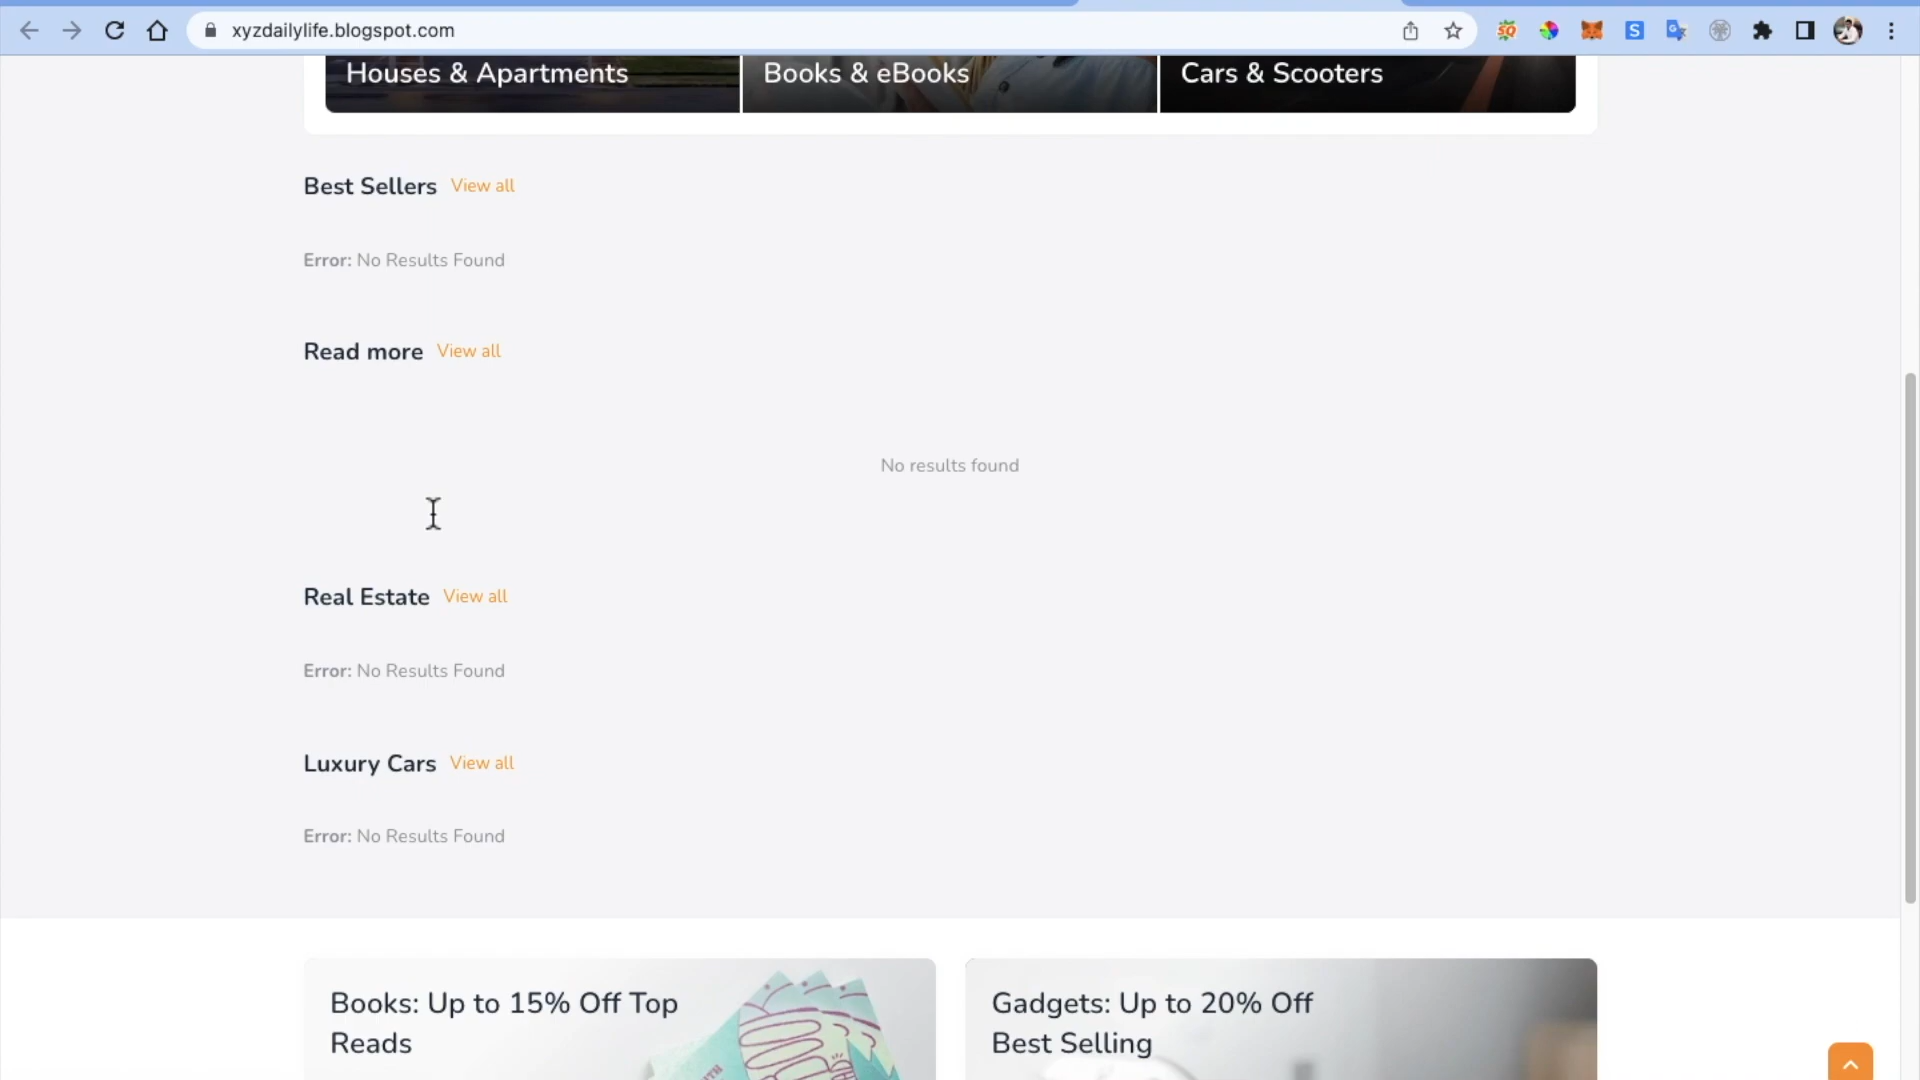 xyzdailylife.blogspot.com
Houses & Apartments
Books & eBooks
Cars & Scooters
Best Sellers View all
Error: No Results Found
Read more View all
No results found
Real Estate View all
Error: No Results Found
Luxury Cars View all
Error: No Results Found
Books: Up to 15% Off Top
Reads
Gadgets: Up to 20% Off
Best Selling